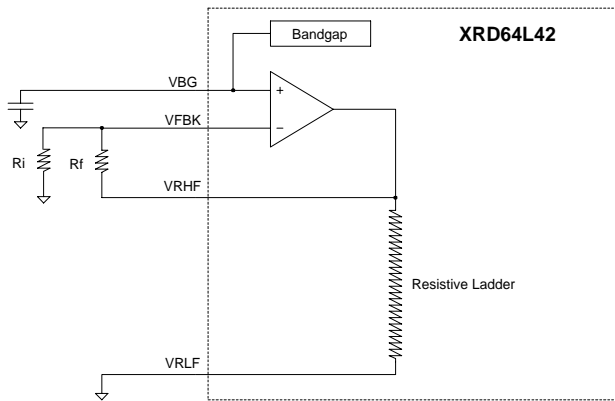 Bandgap
XRD64L42
VBG
+
VFBK
−
Ri
Rf
VRHF
Resistive Ladder
VRLF